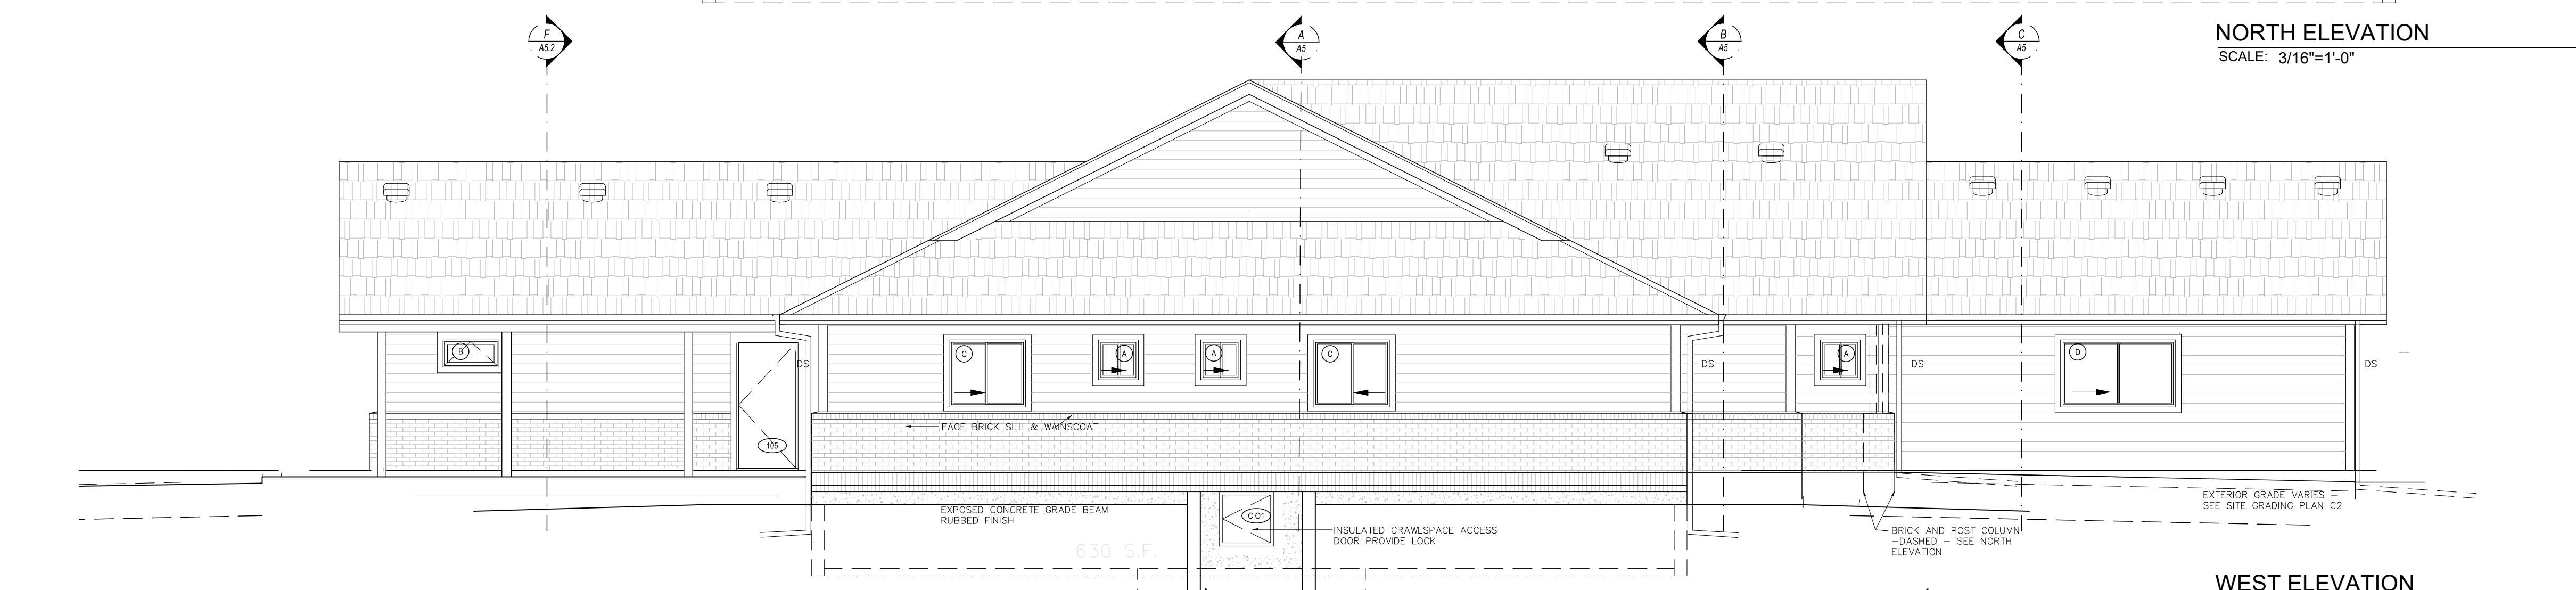 F
A5.2
A
A5
B
A5
C
A5
NORTH ELEVATION
SCALE: 3/16"=1'-0"
B
C
A
A
C
A
D
DS
DS
DS
DS
105
FACE BRICK SILL & WAINSCOAT
EXPOSED CONCRETE GRADE BEAM
RUBBED FINISH
C01
INSULATED CRAWLSPACE ACCESS
DOOR PROVIDE LOCK
630 S.F.
BRICK AND POST COLUMN
-DASHED - SEE NORTH
ELEVATION
EXTERIOR GRADE VARIES -
SEE SITE GRADING PLAN C2
WEST ELEVATION